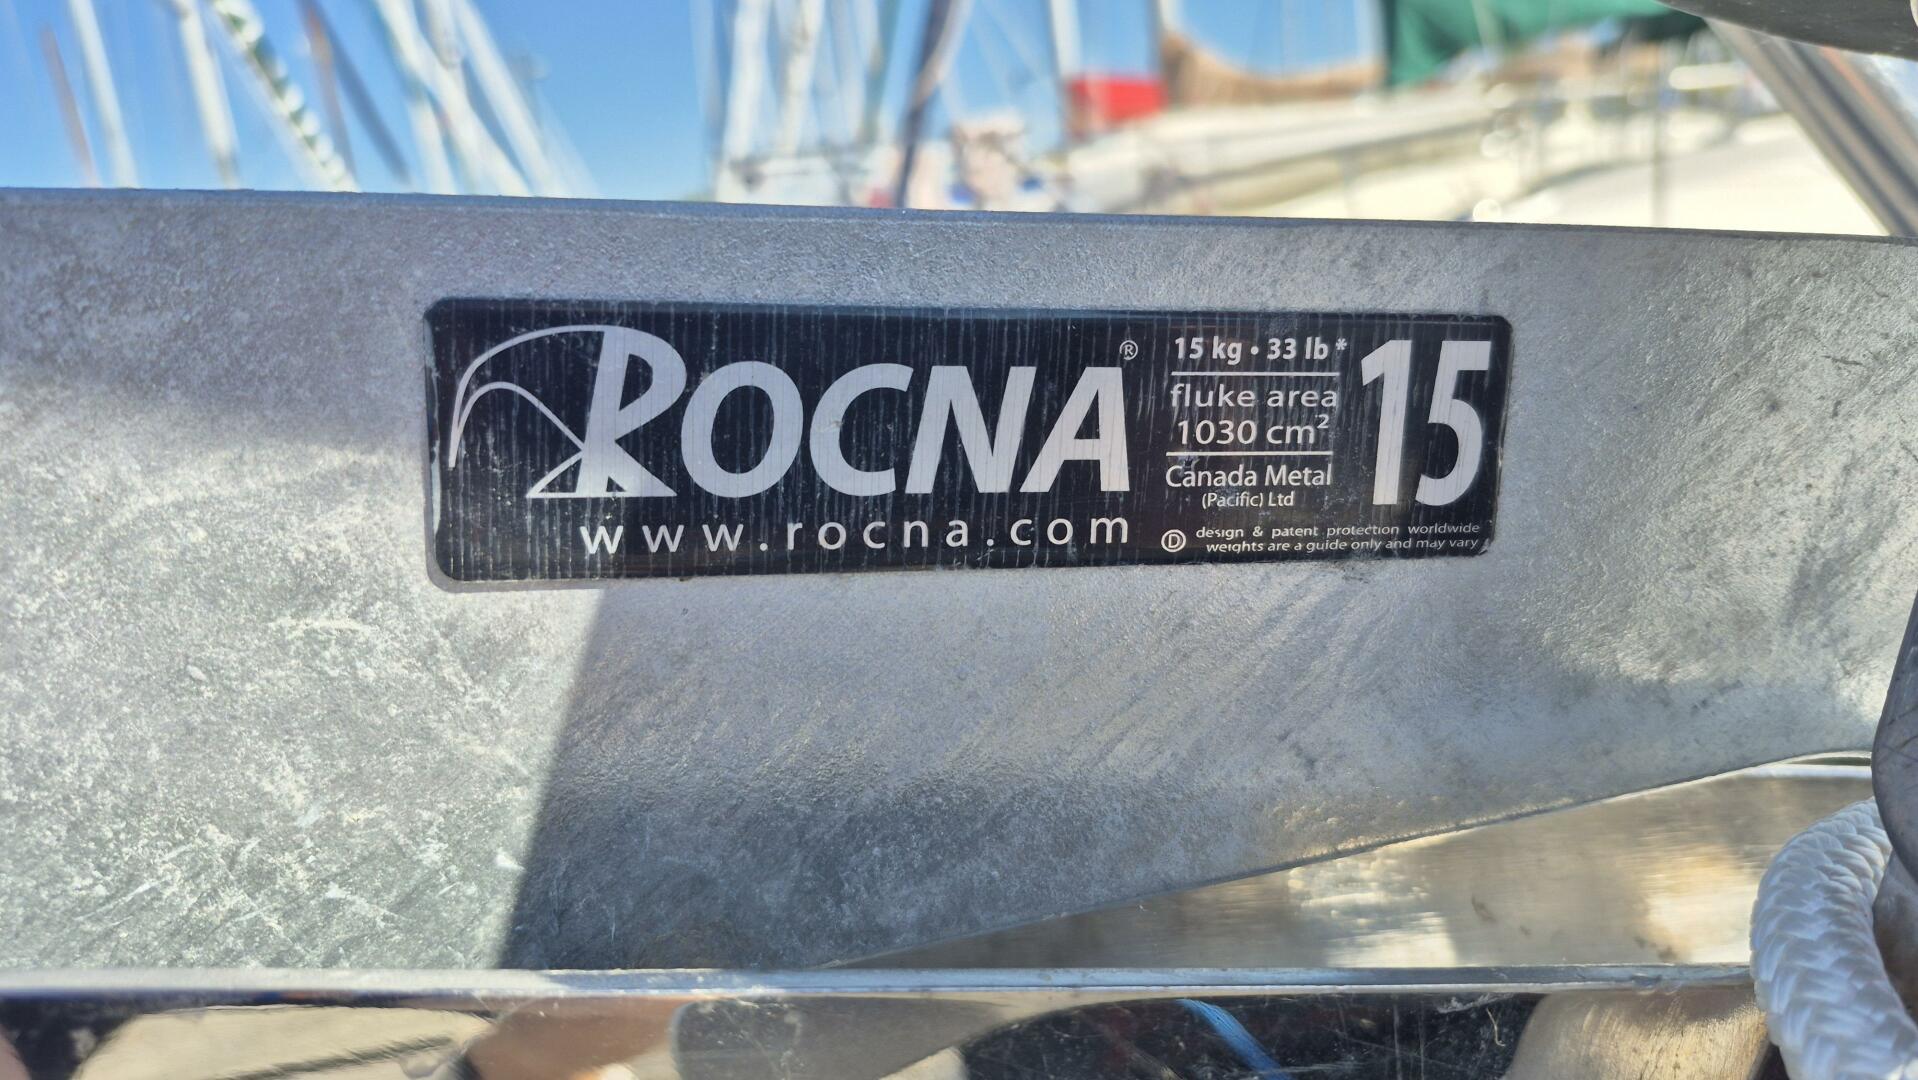 ROCNA®
www.rocna.com
15 kg • 33 lb *
fluke area
1030 cm²
Canada Metal
(Pacific) Ltd
15
Ⓓ design & patent protection worldwide
weights are a guide only and may vary